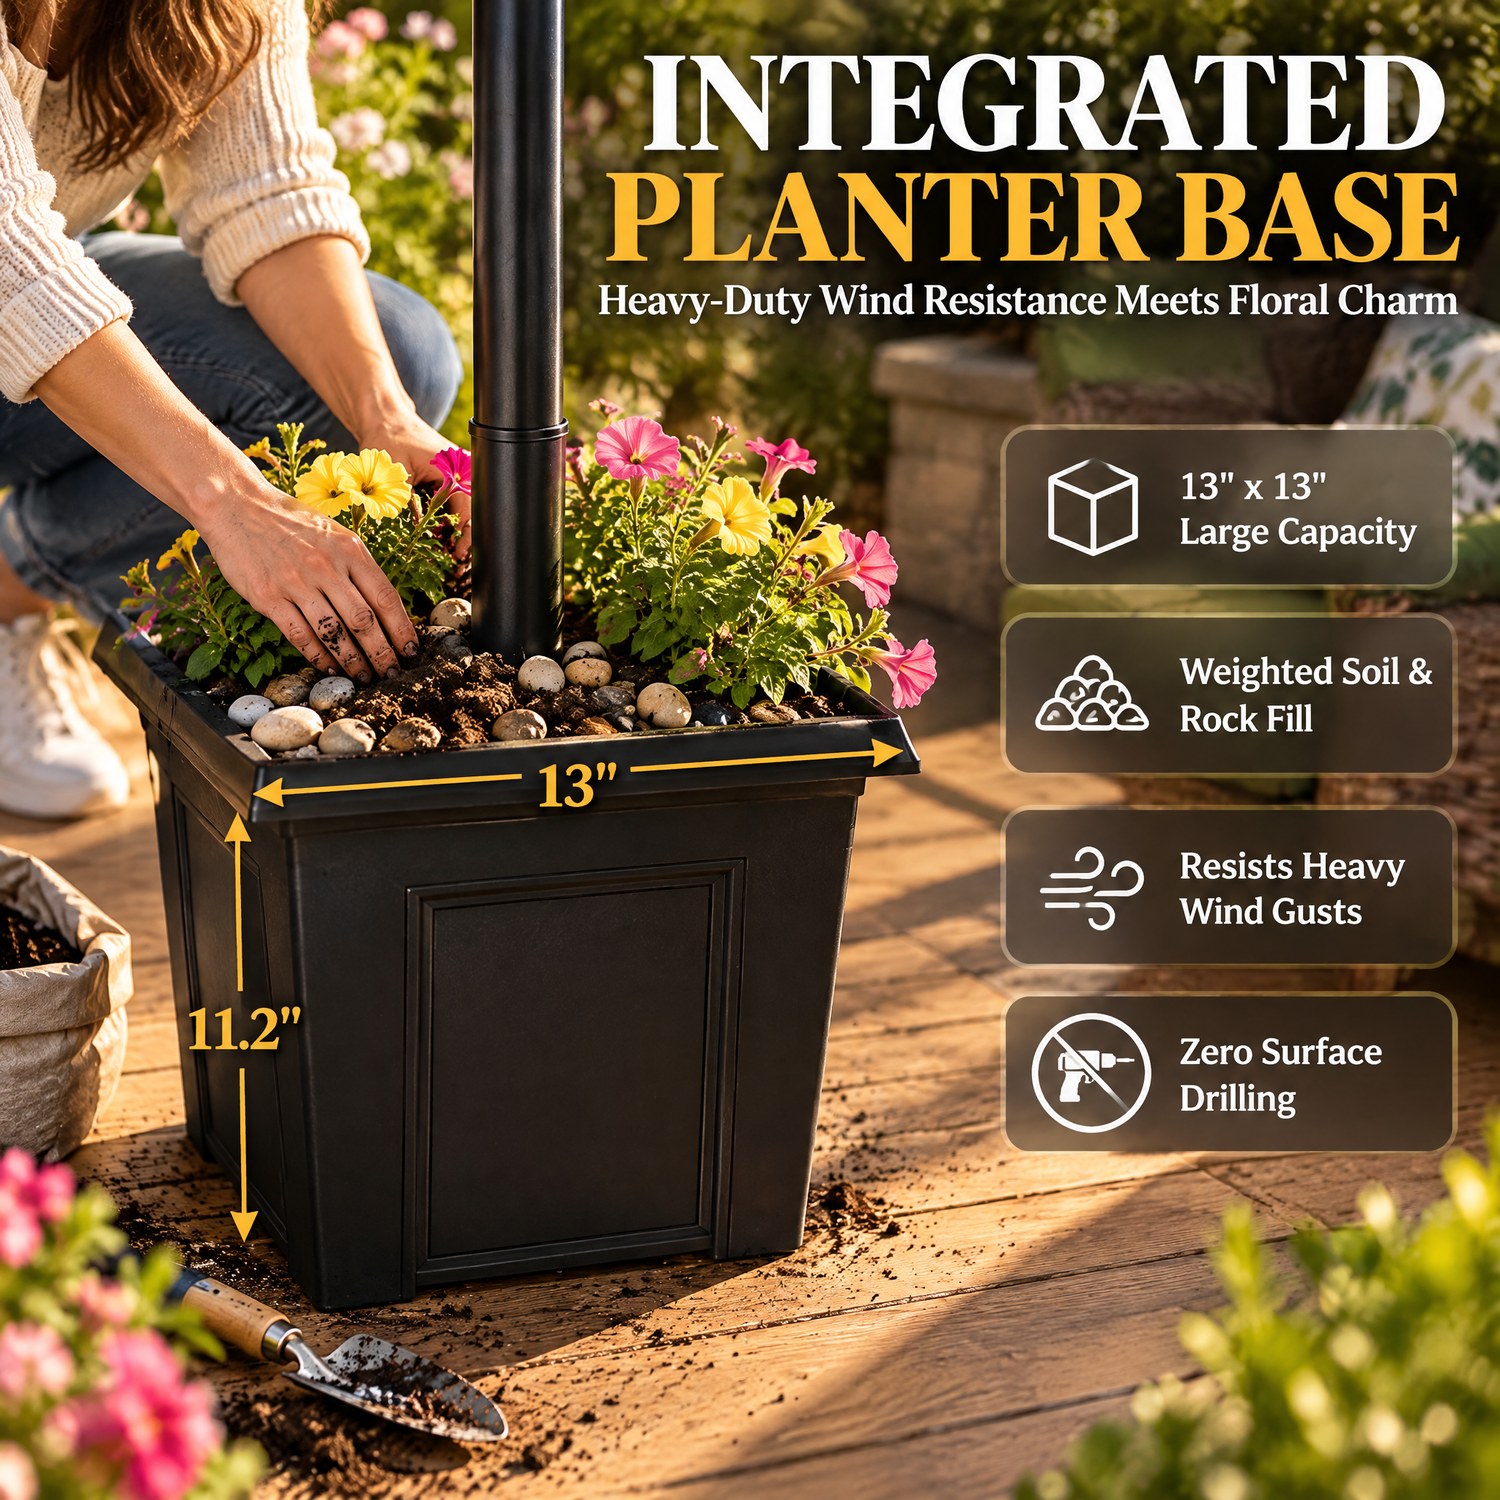 INTEGRATED
PLANTER BASE
Heavy-Duty Wind Resistance Meets Floral Charm
13" x 13"
Large Capacity
Weighted Soil &
Rock Fill
13"
Resists Heavy
Wind Gusts
11.2"
Zero Surface
Drilling